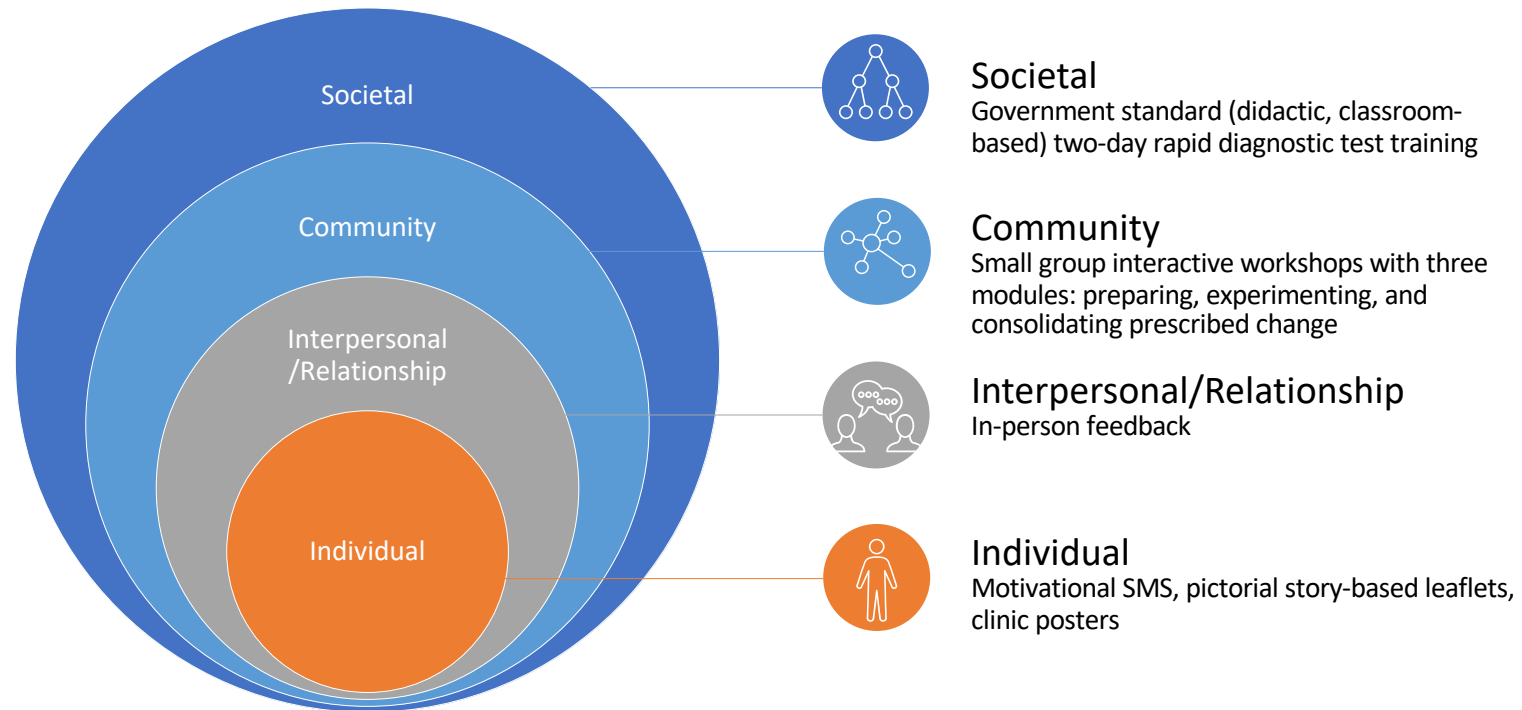 Societal
Community
Interpersonal
/Relationship
Individual
Societal
Government standard (didactic, classroom-
based) two-day rapid diagnostic test training
Community
Small group interactive workshops with three
modules: preparing, experimenting, and
consolidating prescribed change
Interpersonal/Relationship
In-person feedback
Individual
Motivational SMS, pictorial story-based leaflets,
clinic posters